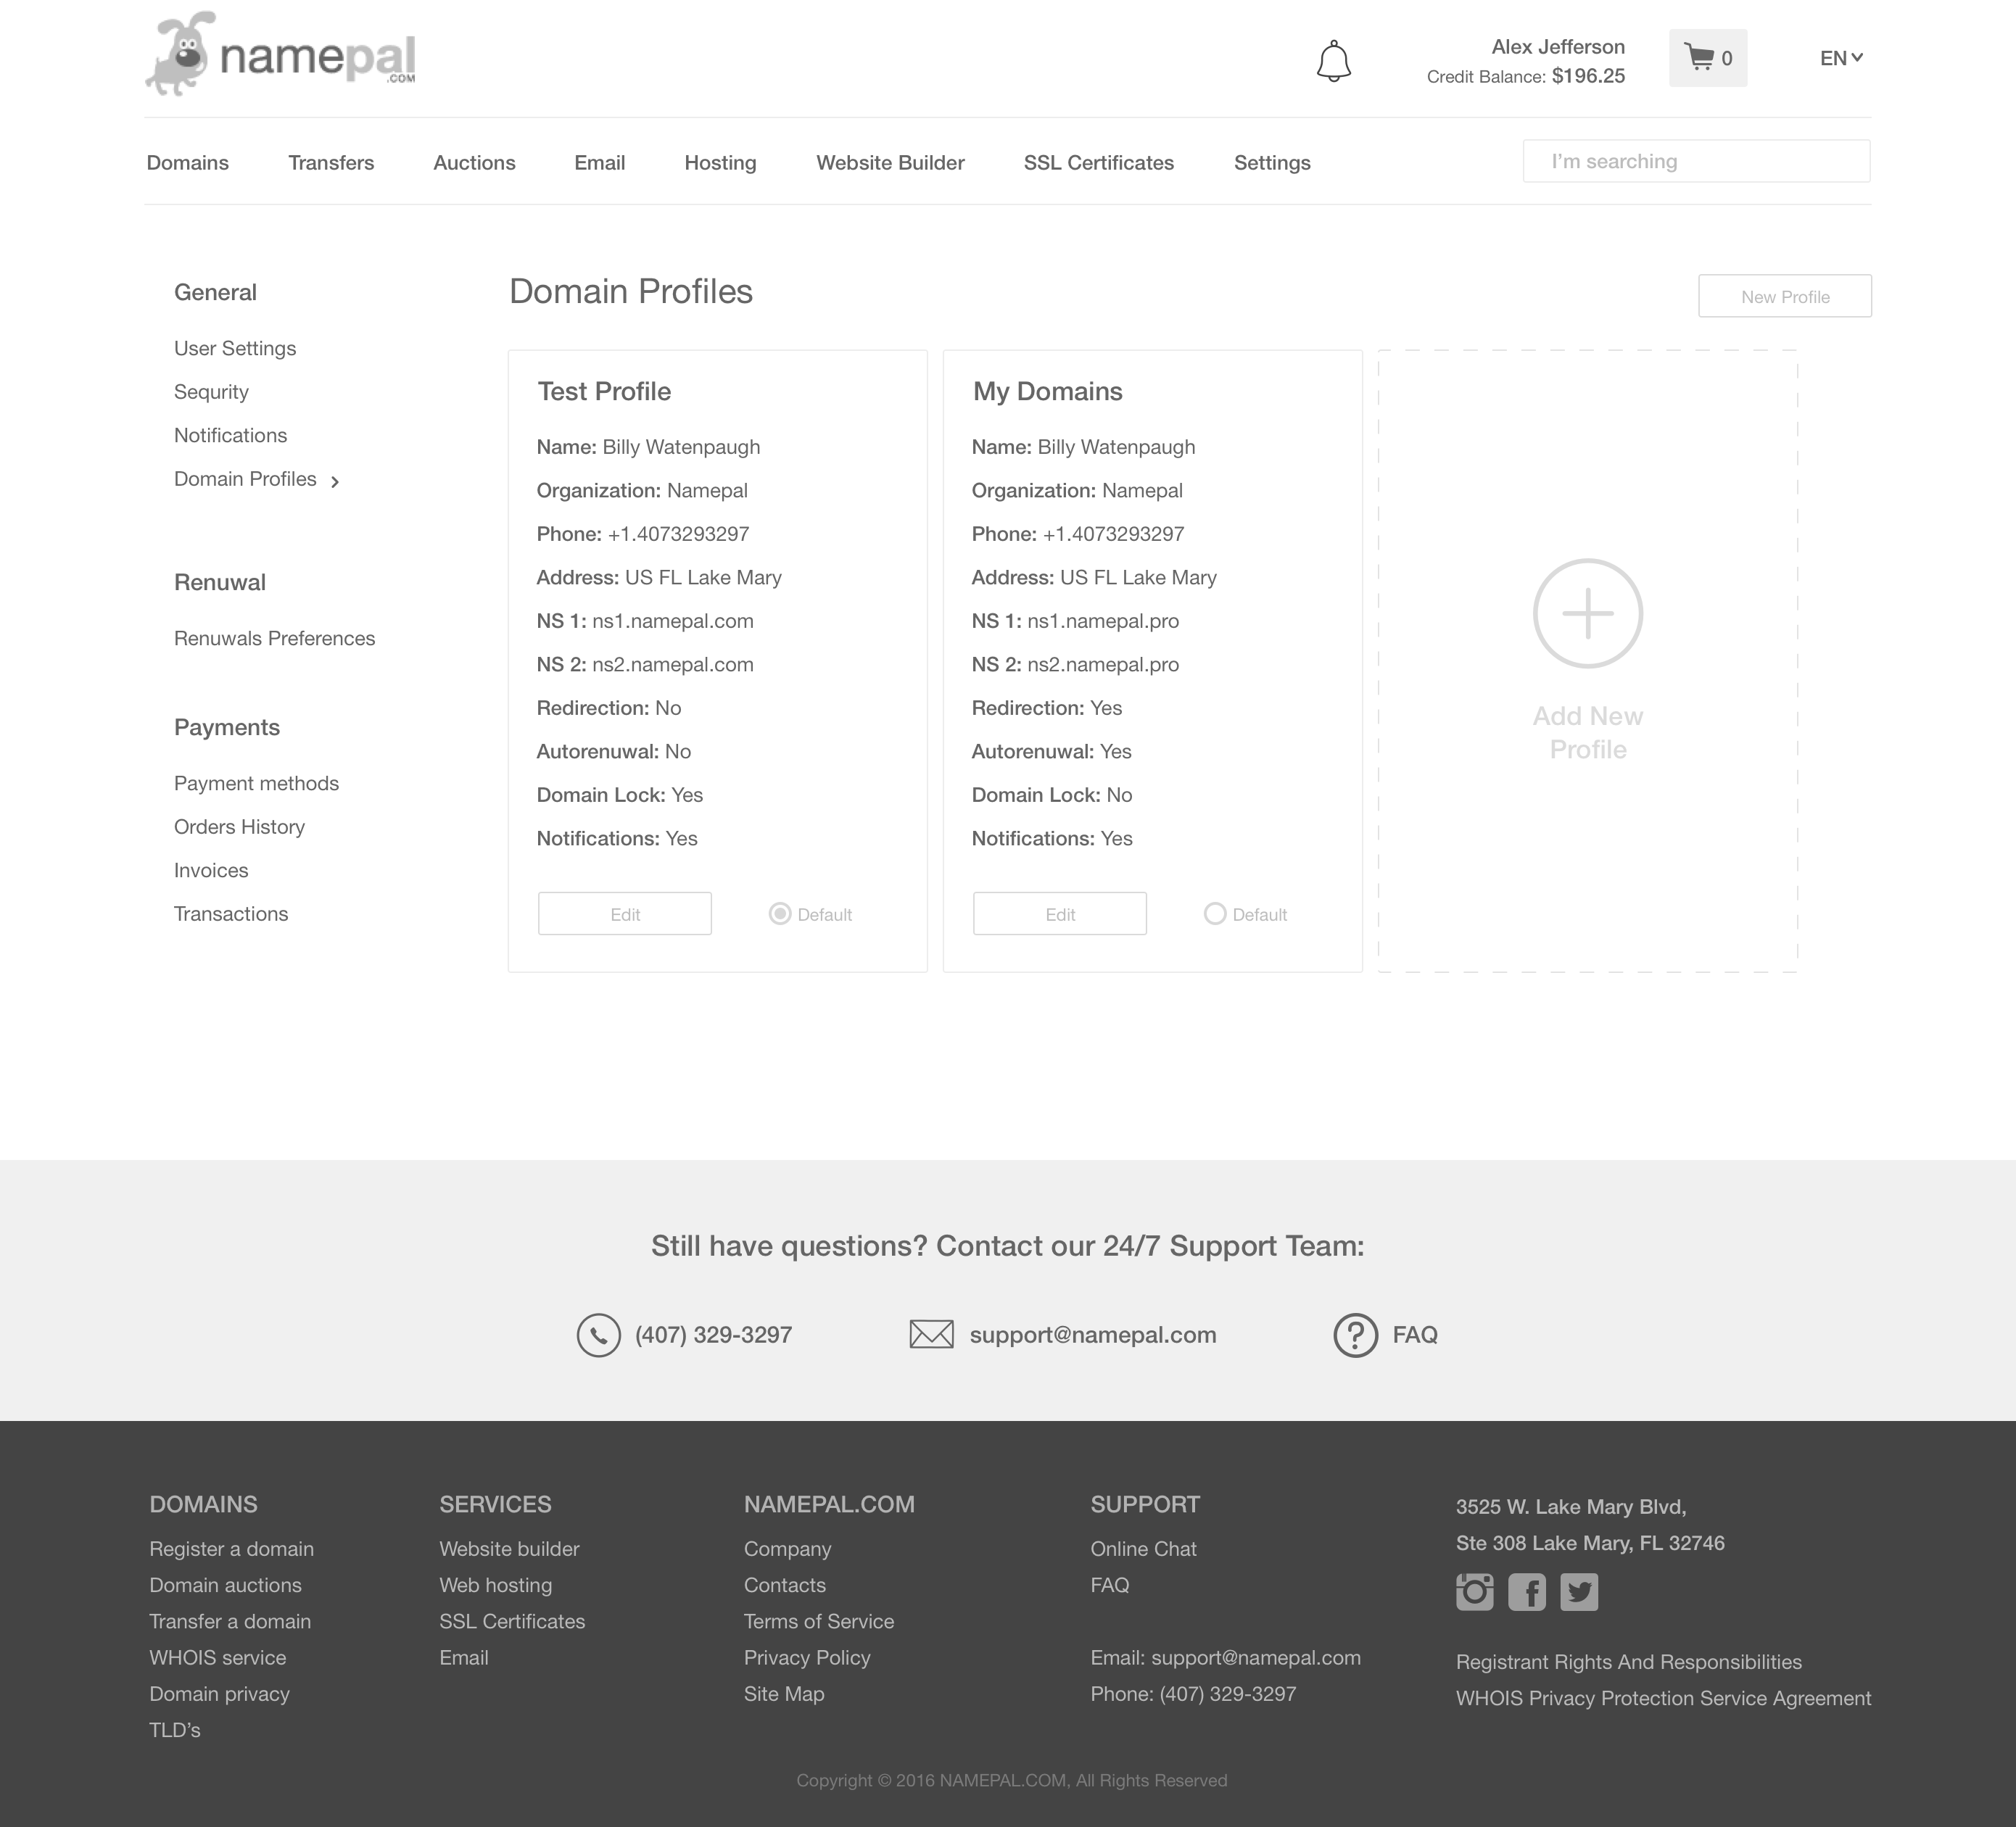 namepal
.COM
Alex Jefferson
Credit Balance: $196.25
0
EN
Domains Transfers Auctions Email Hosting Website Builder SSL Certificates Settings
I’m searching
General
User Settings
Sequrity
Notifications
Domain Profiles
Renuwal
Renuwals Preferences
Payments
Payment methods
Orders History
Invoices
Transactions
Domain Profiles
New Profile
Test Profile
Name: Billy Watenpaugh
Organization: Namepal
Phone: +1.4073293297
Address: US FL Lake Mary
NS 1: ns1.namepal.com
NS 2: ns2.namepal.com
Redirection: No
Autorenuwal: No
Domain Lock: Yes
Notifications: Yes
Edit
Default
My Domains
Name: Billy Watenpaugh
Organization: Namepal
Phone: +1.4073293297
Address: US FL Lake Mary
NS 1: ns1.namepal.pro
NS 2: ns2.namepal.pro
Redirection: Yes
Autorenuwal: Yes
Domain Lock: No
Notifications: Yes
Edit
Default
Add New
Profile
Still have questions? Contact our 24/7 Support Team:
(407) 329-3297
support@namepal.com
FAQ
DOMAINS
Register a domain
Domain auctions
Transfer a domain
WHOIS service
Domain privacy
TLD’s
SERVICES
Website builder
Web hosting
SSL Certificates
Email
NAMEPAL.COM
Company
Contacts
Terms of Service
Privacy Policy
Site Map
SUPPORT
Online Chat
FAQ
Email: support@namepal.com
Phone: (407) 329-3297
3525 W. Lake Mary Blvd,
Ste 308 Lake Mary, FL 32746
Registrant Rights And Responsibilities
WHOIS Privacy Protection Service Agreement
Copyright © 2016 NAMEPAL.COM, All Rights Reserved